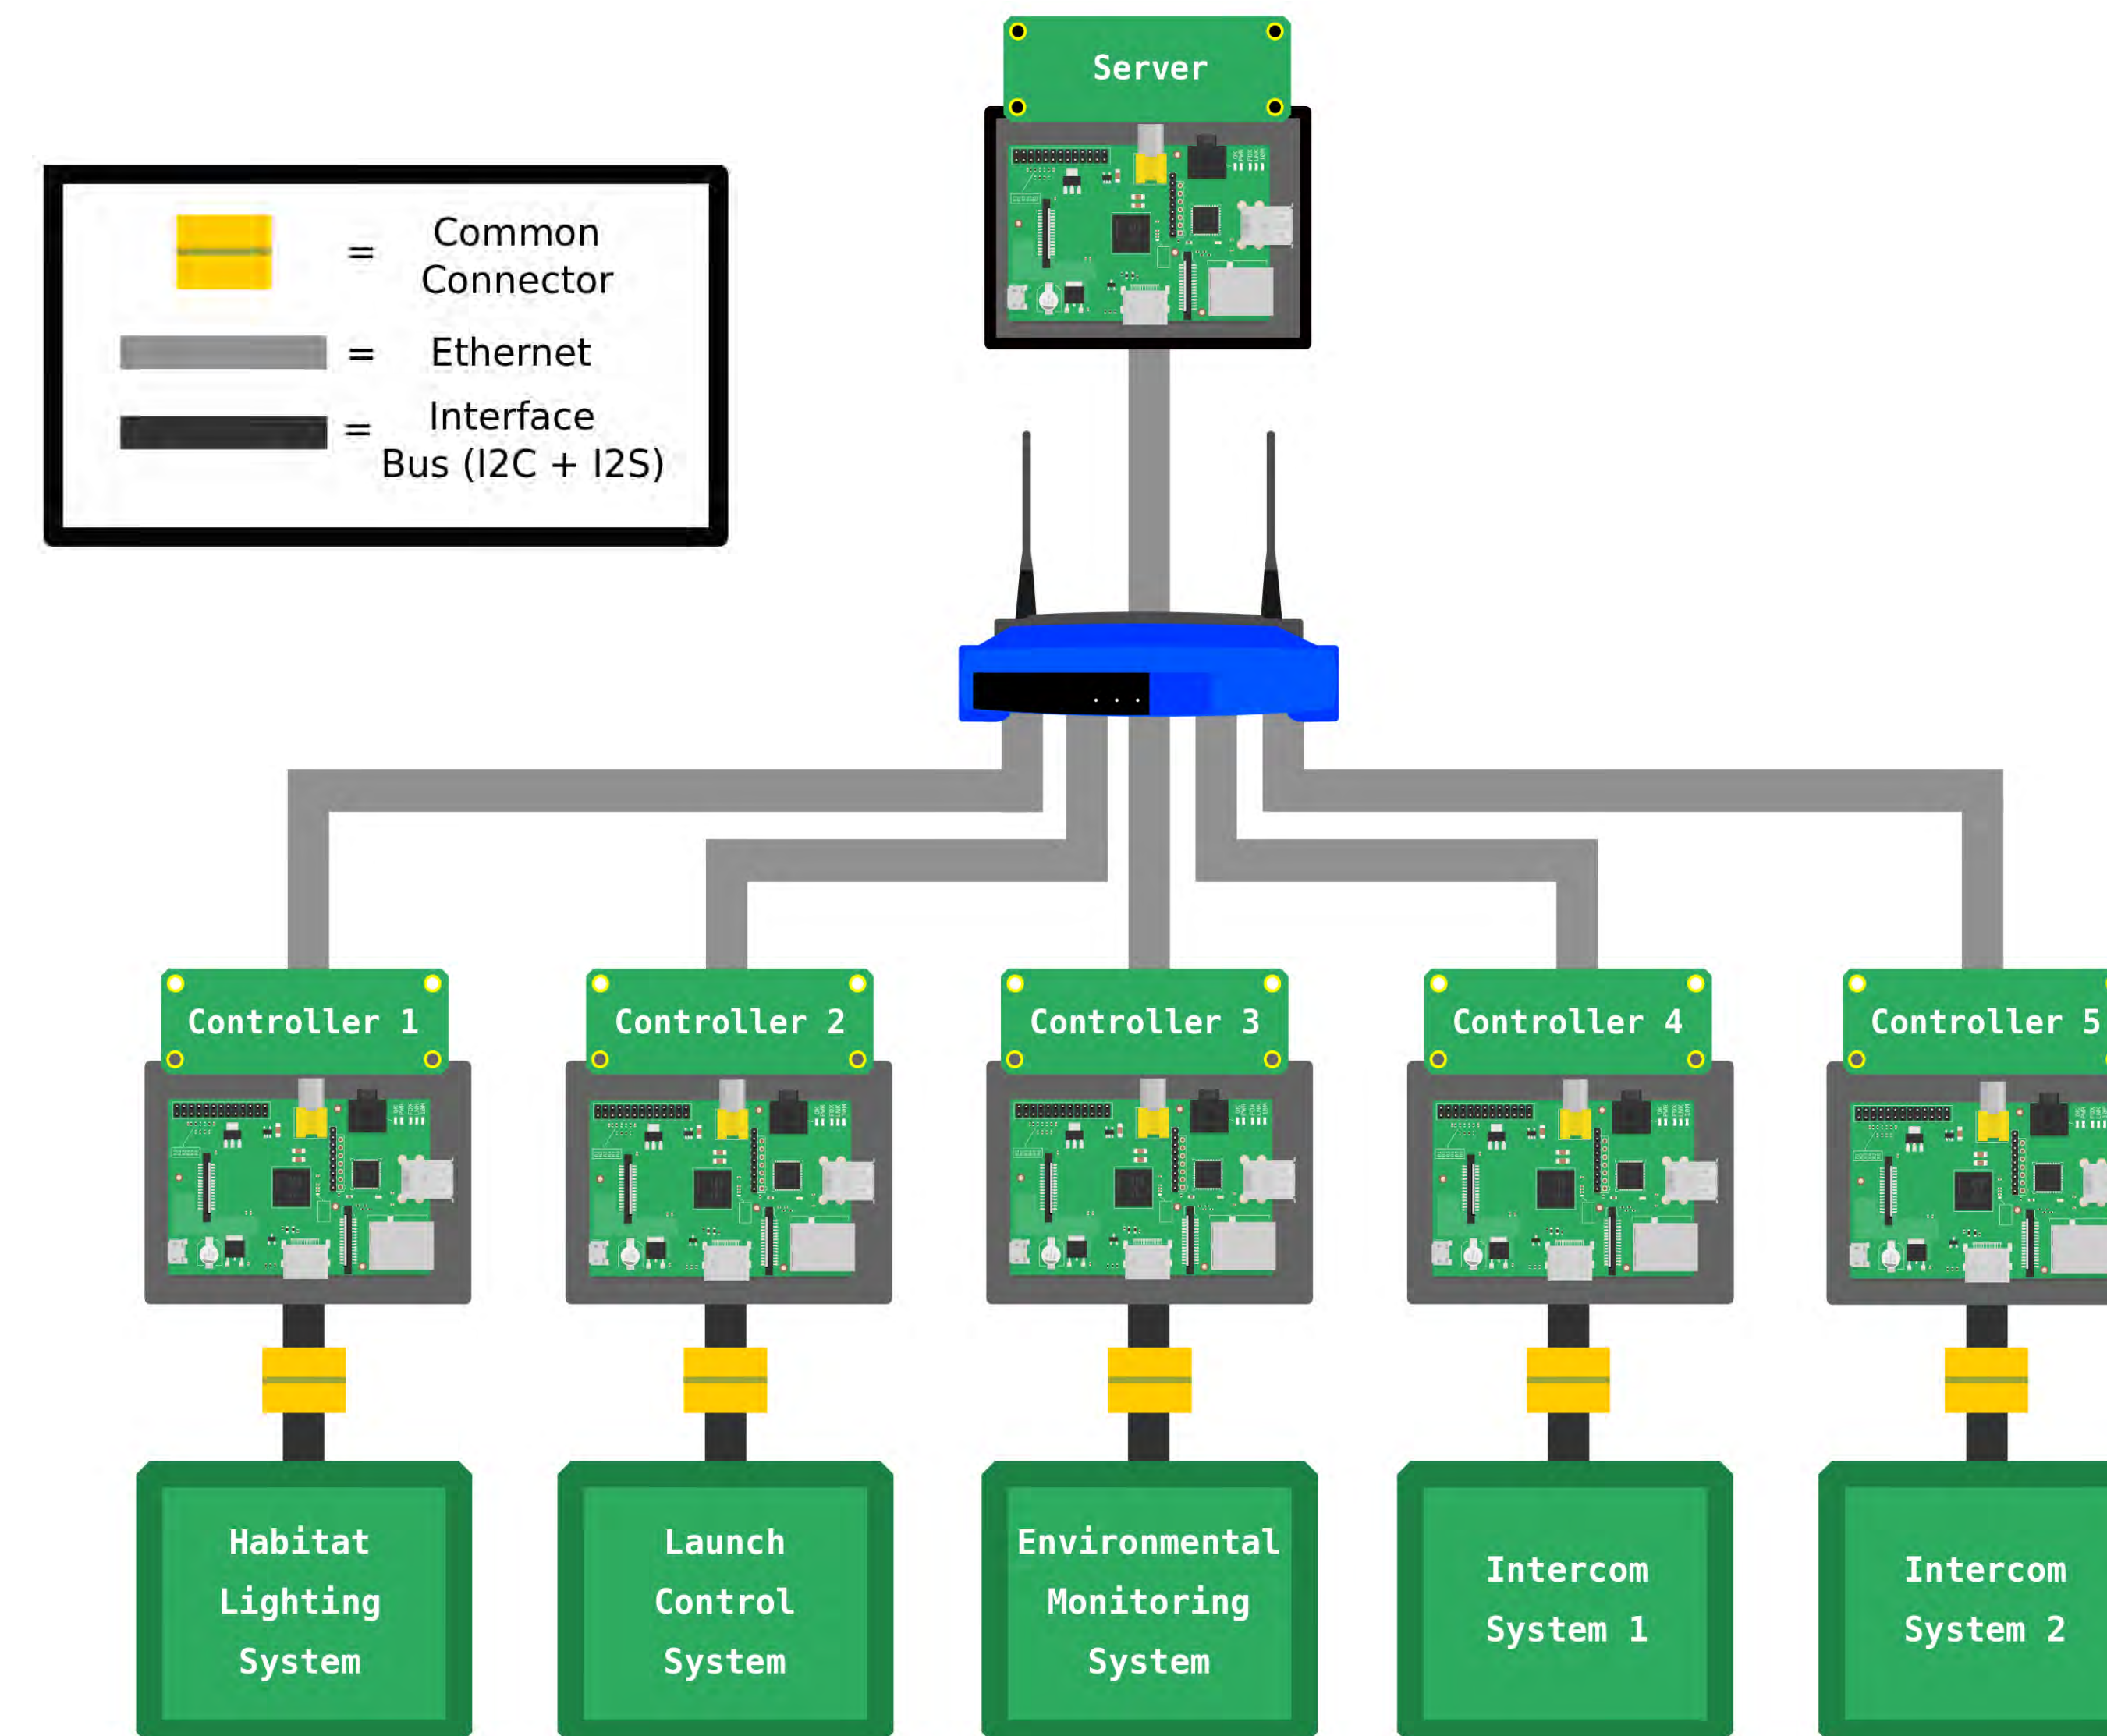 Server
Common
Connector
=
= Ethernet
Interface
=
Bus (I2C + I2S)
Controller 1
Controller 2
Controller 3
Controller 4
Controller 5
Habitat
Lighting
System
Launch
Control
System
Environmental
Monitoring
System
Intercom
System 1
Intercom
System 2